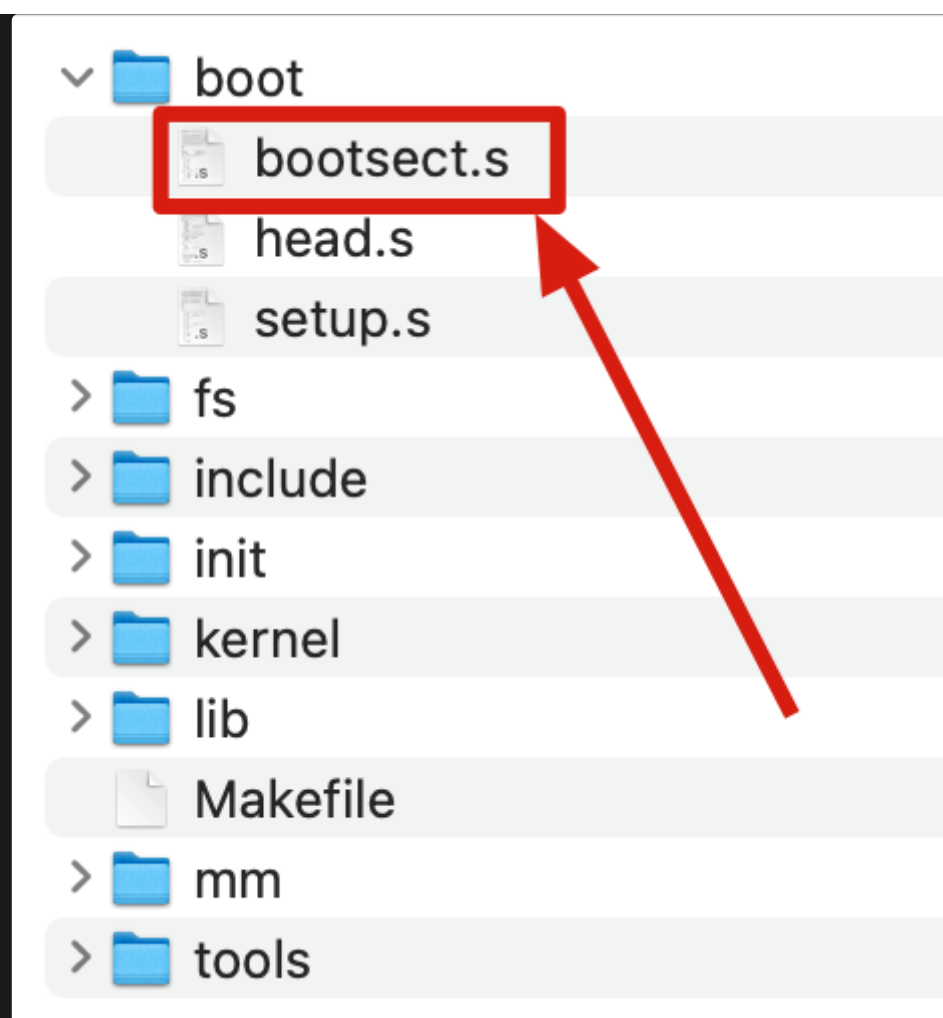 boot
bootsect.s
head.s
setup.s
fs
include
init
kernel
lib
Makefile
mm
tools